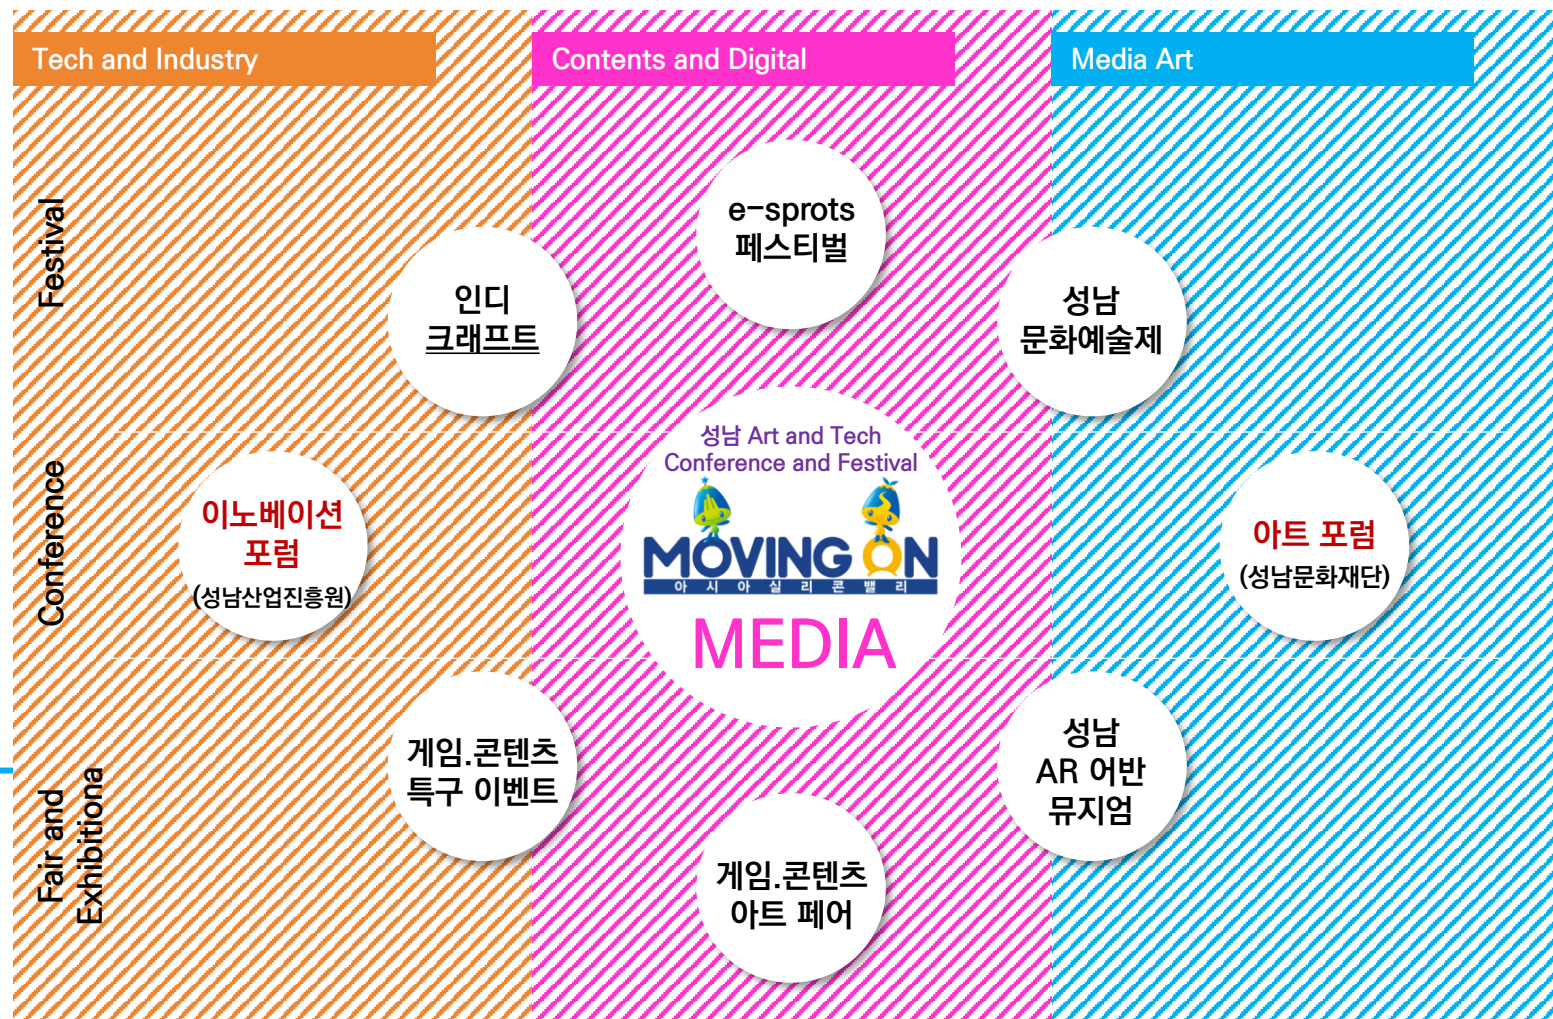 Tech and Industry
Contents and Digital
Media Art
Festival
e-sprots
페스티벌
인디
크래프트
성남
문화예술제
Conference
이노베이션
포럼
(성남산업진흥원)
성남 Art and Tech
Conference and Festival
MOVING ON
아시아실리콘밸리
MEDIA
아트 포럼
(성남문화재단)
Fair and
Exhibitiona
게임.콘텐츠
특구 이벤트
성남
AR 어반
뮤지엄
게임.콘텐츠
아트 페어